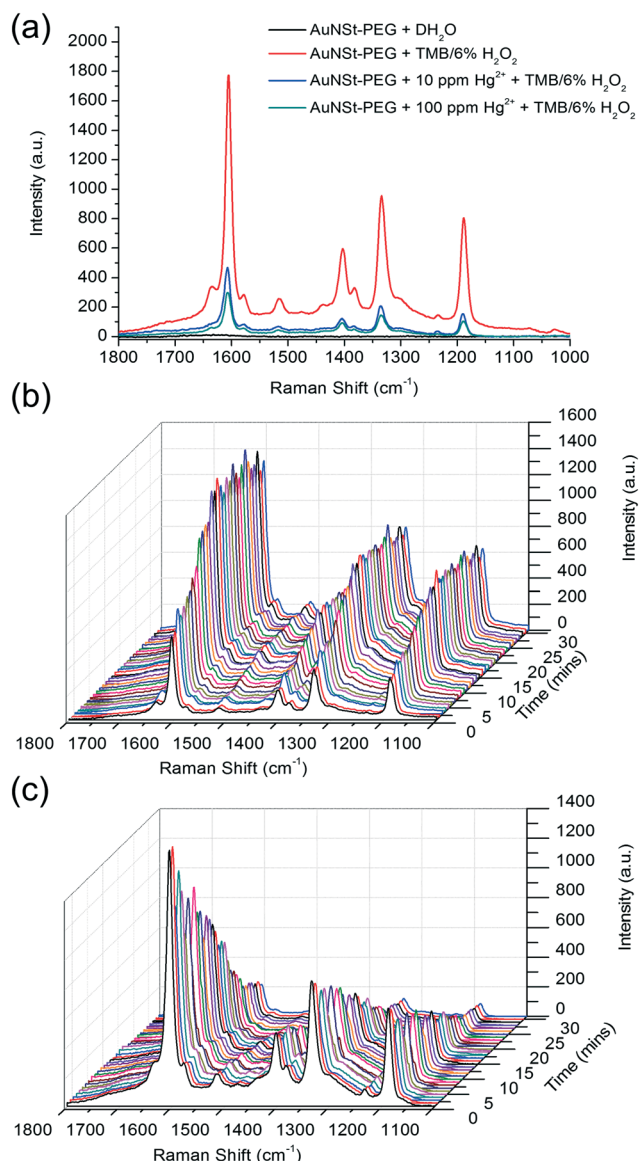 (a)
AuNSt-PEG + DH₂O
AuNSt-PEG + TMB/6% H₂O₂
AuNSt-PEG + 10 ppm Hg²⁺ + TMB/6% H₂O₂
AuNSt-PEG + 100 ppm Hg²⁺ + TMB/6% H₂O₂
2000
1800
1600
1400
1200
1000
800
600
400
200
0
Intensity (a.u.)
1800 1700 1600 1500 1400 1300 1200 1100 1000
Raman Shift (cm⁻¹)
(b)
1600
1400
1200
1000
800
600
400
200
0
Intensity (a.u.)
30
25
20
15
10
5
0
Time (mins)
1800 1700 1600 1500 1400 1300 1200 1100
Raman Shift (cm⁻¹)
(c)
1400
1200
1000
800
600
400
200
0
Intensity (a.u.)
30
25
20
15
10
5
0
Time (mins)
1800 1700 1600 1500 1400 1300 1200 1100
Raman Shift (cm⁻¹)